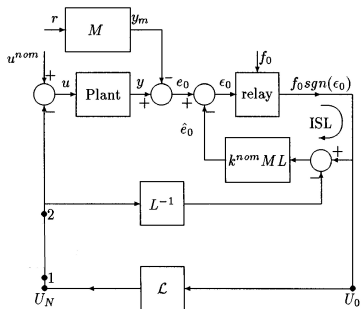 r M y_m
f_0
u^{nom}
+ u Plant y + - e_0 + ϵ_0 relay f_0 sgn(ϵ_0)
- - ISL
ê_0 k^{nom}ML +
-
L^{-1}
2
1
U_N ℒ U_0